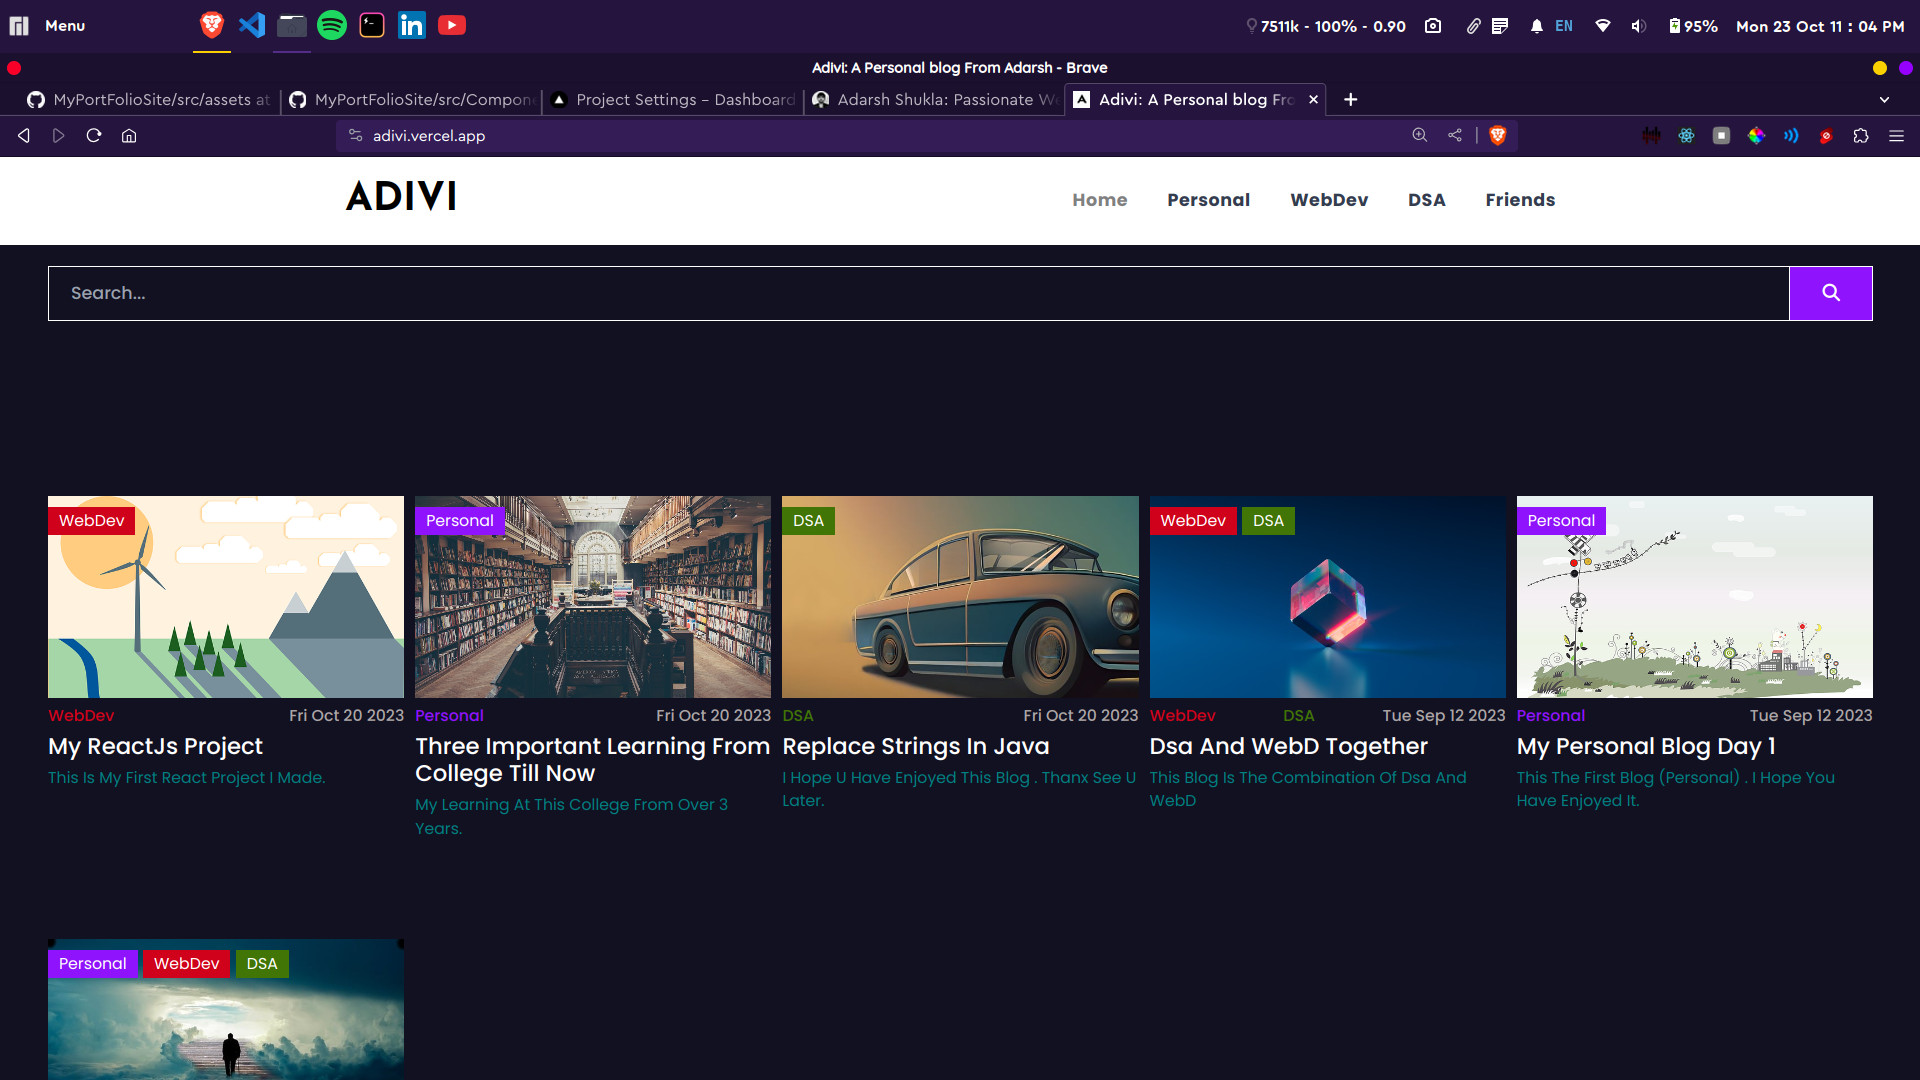 Menu
7511k - 100% - 0.90
EN
95%
Mon 23 Oct 11 : 04 PM
Adivi: A Personal blog From Adarsh - Brave
MyPortFolioSite/src/assets at
MyPortFolioSite/src/Compon
Project Settings – Dashboard
Adarsh Shukla: Passionate We
Adivi: A Personal blog Fro
adivi.vercel.app
ADIVI
Home
Personal
WebDev
DSA
Friends
Search...
WebDev
WebDev
Fri Oct 20 2023
My ReactJs Project
This Is My First React Project I Made.
Personal
Personal
Fri Oct 20 2023
Three Important Learning From
College Till Now
My Learning At This College From Over 3
Years.
DSA
DSA
Fri Oct 20 2023
Replace Strings In Java
I Hope U Have Enjoyed This Blog . Thanx See U
Later.
WebDev
DSA
WebDev
DSA
Tue Sep 12 2023
Dsa And WebD Together
This Blog Is The Combination Of Dsa And
WebD
Personal
Personal
Tue Sep 12 2023
My Personal Blog Day 1
This The First Blog (Personal) . I Hope You
Have Enjoyed It.
Personal
WebDev
DSA